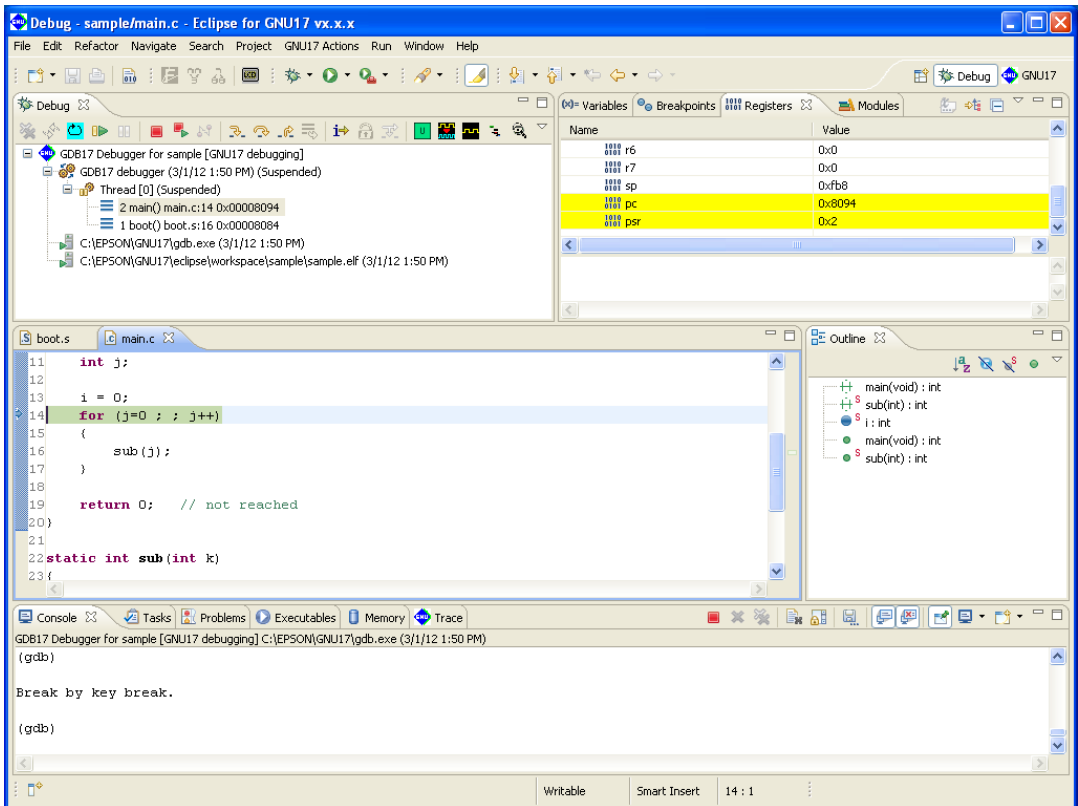 Debug - sample/main.c - Eclipse for GNU17 vx.x.x
File Edit Refactor Navigate Search Project GNU17 Actions Run Window Help
Debug GNU17
Debug
GDB17 Debugger for sample [GNU17 debugging]
GDB17 debugger (3/1/12 1:50 PM) (Suspended)
Thread [0] (Suspended)
2 main() main.c:14 0x00008094
1 boot() boot.s:16 0x00008084
C:\EPSON\GNU17\gdb.exe (3/1/12 1:50 PM)
C:\EPSON\GNU17\eclipse\workspace\sample\sample.elf (3/1/12 1:50 PM)
(x)= Variables Breakpoints Registers Modules
Name Value
r6 0x0
r7 0x0
sp 0xfb8
pc 0x8094
psr 0x2
boot.s main.c
11 int j;
12
13 i = 0;
14 for (j=0 ; ; j++)
15 {
16 sub(j);
17 }
18
19 return 0; // not reached
20 }
21
22 static int sub(int k)
23 {
Outline
main(void) : int
sub(int) : int
i : int
main(void) : int
sub(int) : int
Console Tasks Problems Executables Memory Trace
GDB17 Debugger for sample [GNU17 debugging] C:\EPSON\GNU17\gdb.exe (3/1/12 1:50 PM)
(gdb)
Break by key break.
(gdb)
Writable Smart Insert 14 : 1